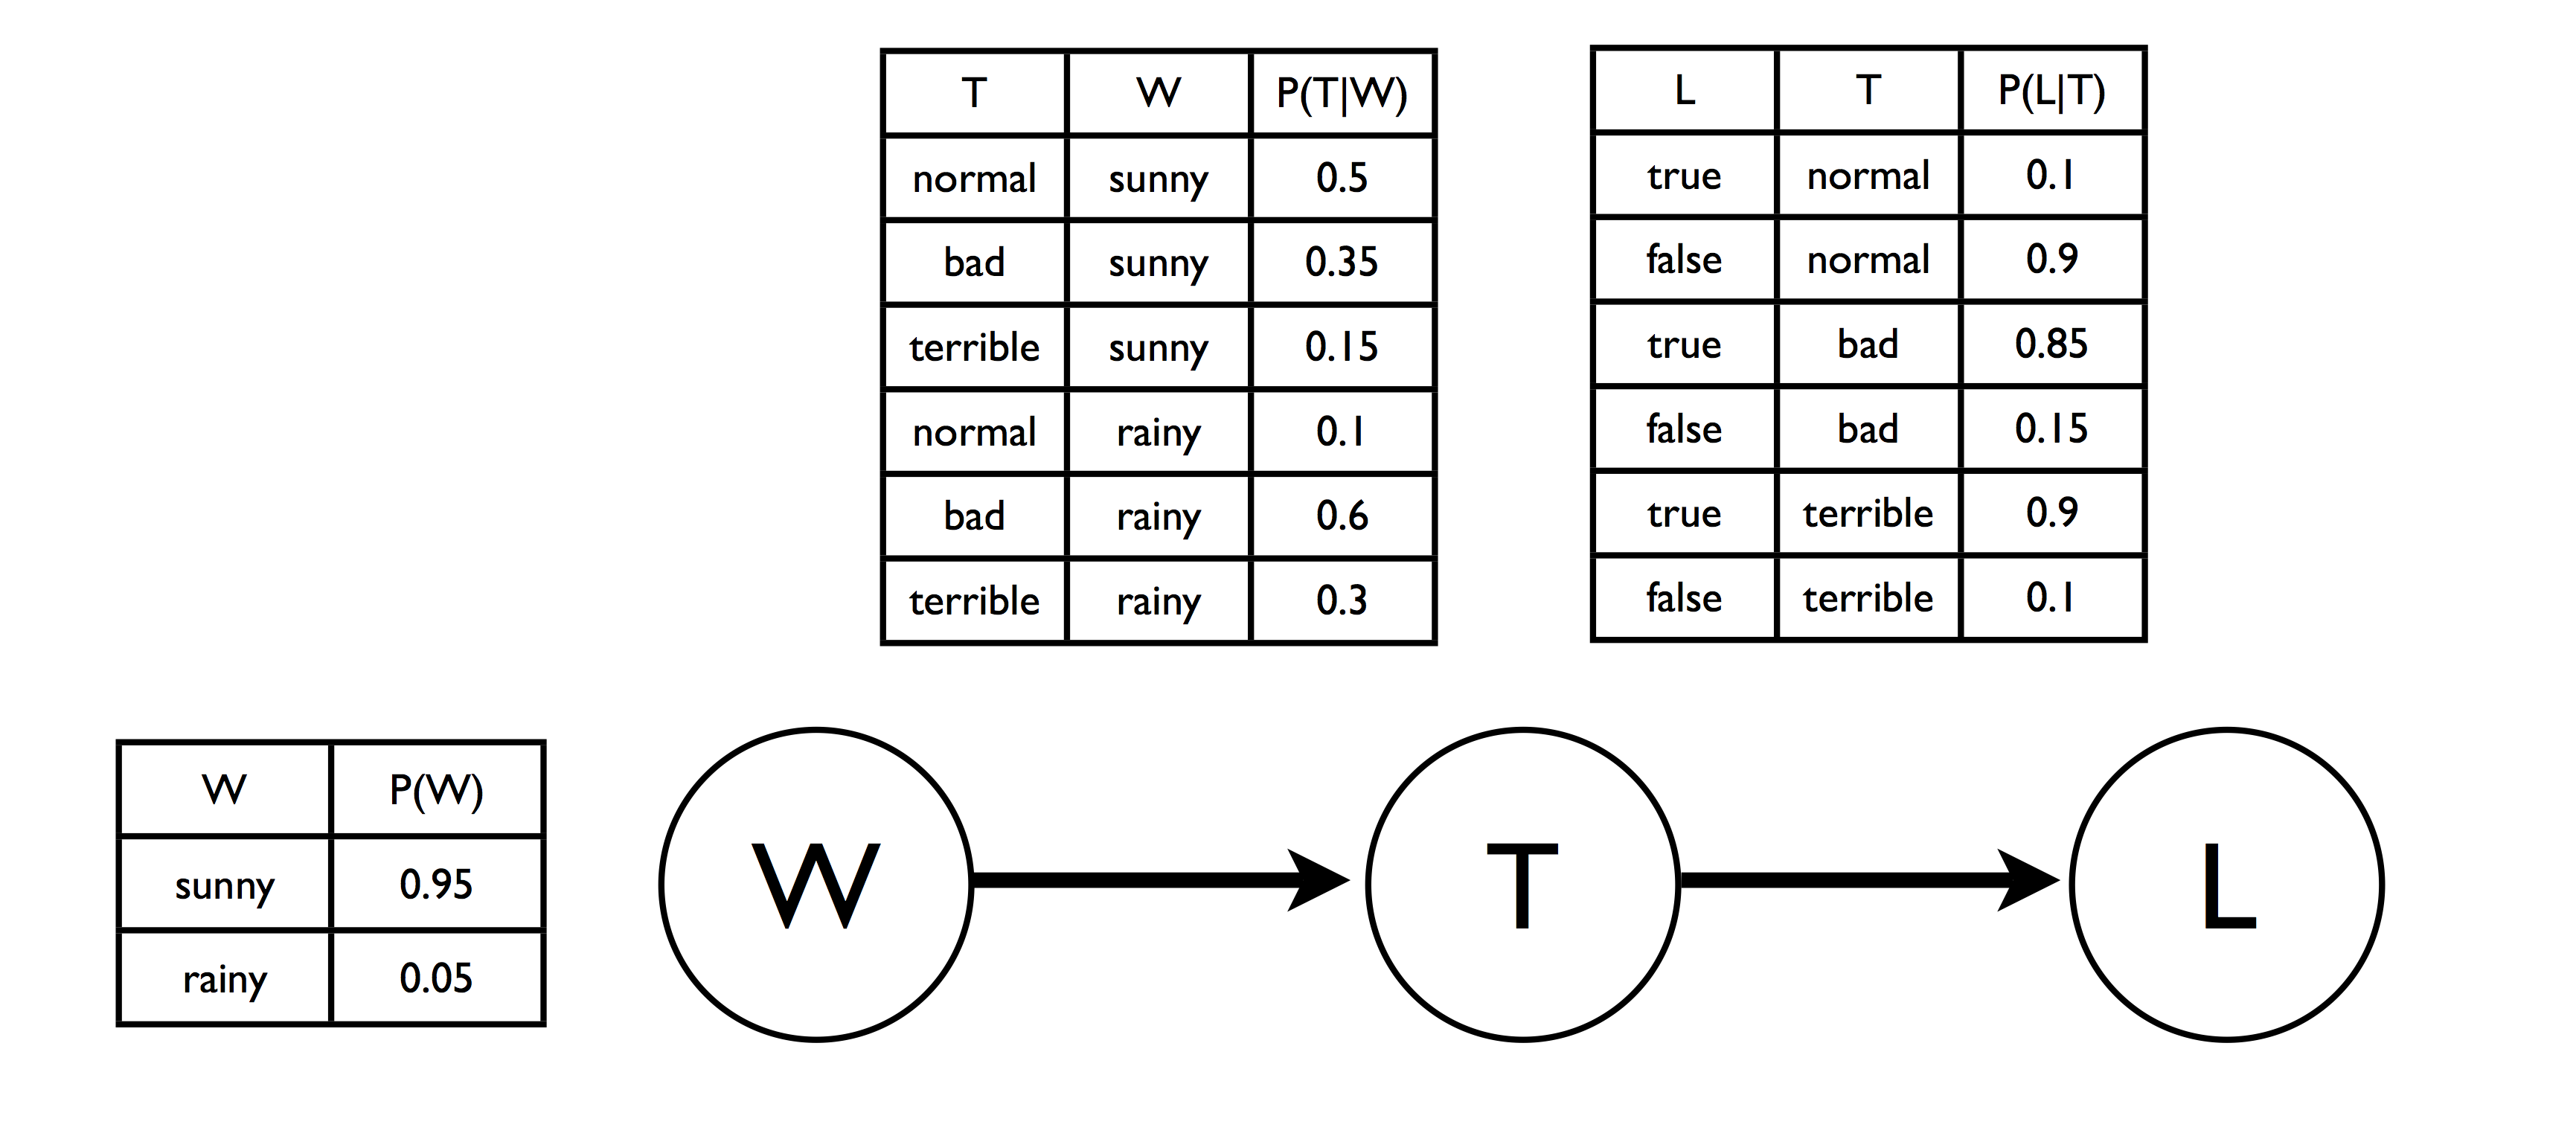 T W P(T|W)
normal sunny 0.5
bad sunny 0.35
terrible sunny 0.15
normal rainy 0.1
bad rainy 0.6
terrible rainy 0.3
L T P(L|T)
true normal 0.1
false normal 0.9
true bad 0.85
false bad 0.15
true terrible 0.9
false terrible 0.1
W P(W)
sunny 0.95
rainy 0.05
W
T
L